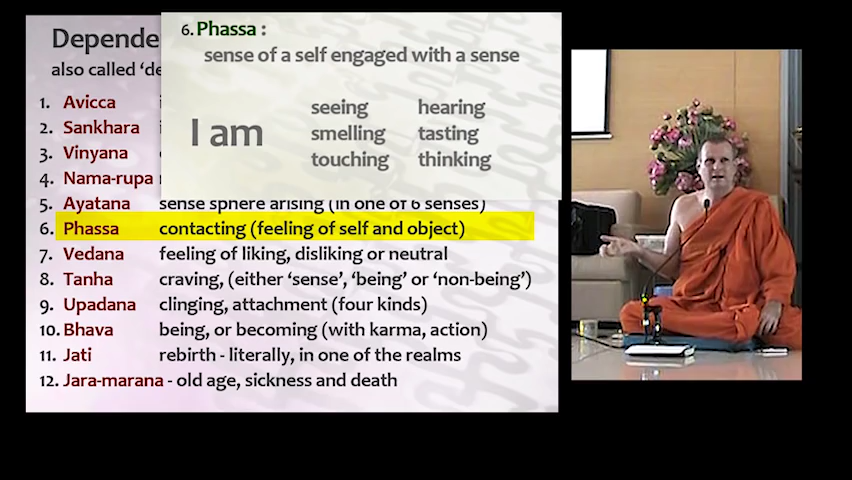 Depende
also called 'de
6. Phassa :
sense of a self engaged with a sense
I am
seeing hearing
smelling tasting
touching thinking
1. Avicca i
2. Sankhara i
3. Vinyana
4. Nama-rupa
5. Ayatana sense sphere arising (in one of 6 senses)
6. Phassa contacting (feeling of self and object)
7. Vedana feeling of liking, disliking or neutral
8. Tanha craving, (either 'sense', 'being' or 'non-being')
9. Upadana clinging, attachment (four kinds)
10. Bhava being, or becoming (with karma, action)
11. Jati rebirth - literally, in one of the realms
12. Jara-marana - old age, sickness and death